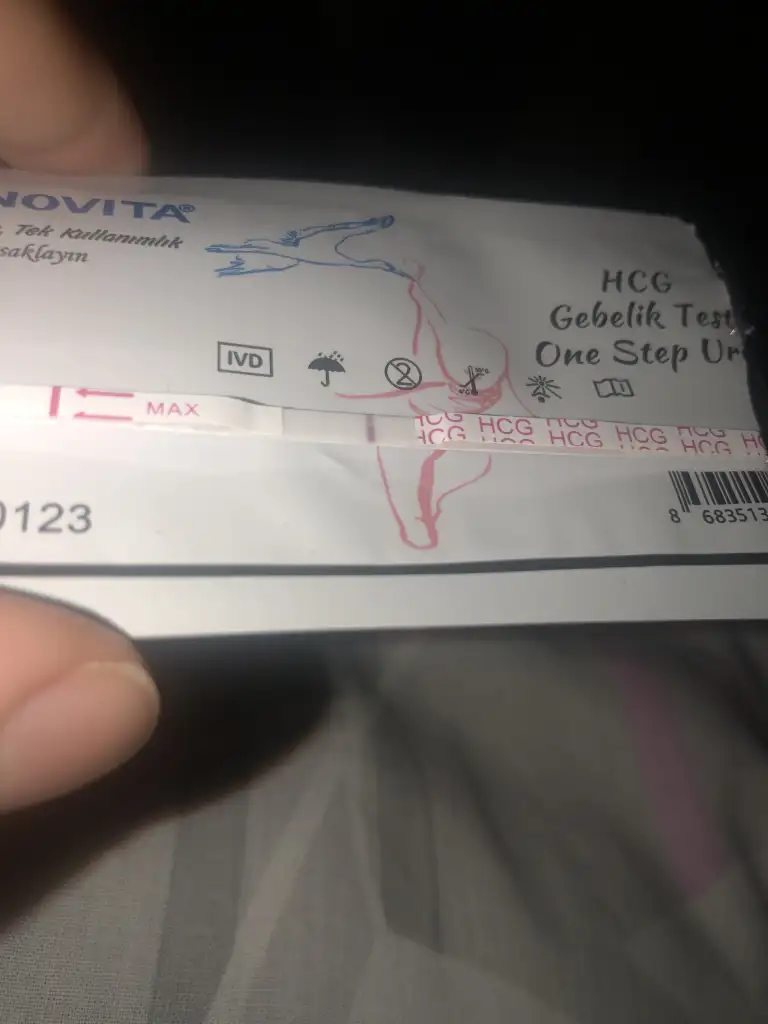 NOVITA®
Tek Kullanımlık
saklayın
HCG
Gebelik Test
One Step Ur
IVD
MAX
HCG HCG HCG HCG HCG
HCG HCG HCG HCG HCG
0123
8 683513